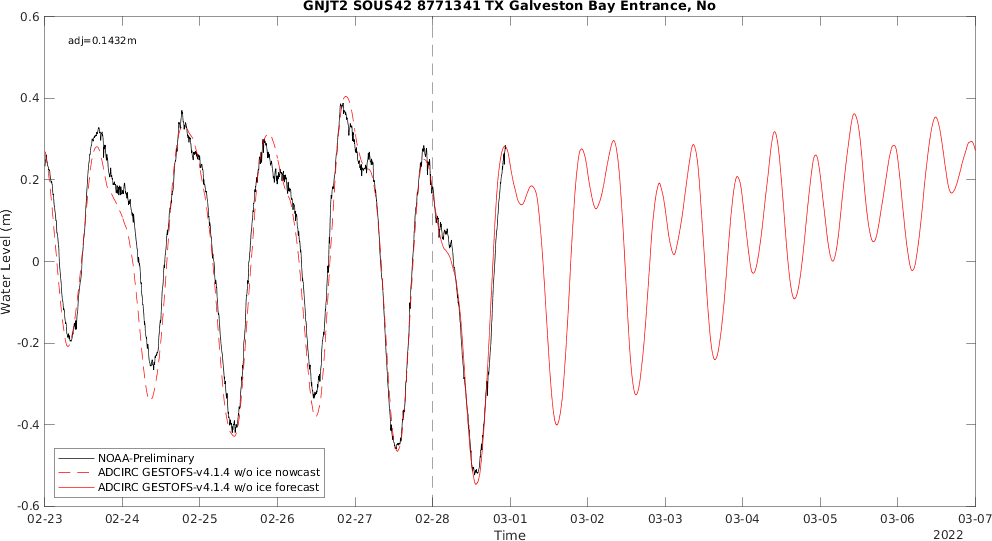 GNJT2 SOUS42 8771341 TX Galveston Bay Entrance, No
adj=0.1432m
0.6
0.4
0.2
0
-0.2
-0.4
-0.6
Water Level (m)
NOAA-Preliminary
ADCIRC GESTOFS-v4.1.4 w/o ice nowcast
ADCIRC GESTOFS-v4.1.4 w/o ice forecast
02-23 02-24 02-25 02-26 02-27 02-28 03-01 03-02 03-03 03-04 03-05 03-06 03-07
Time
2022